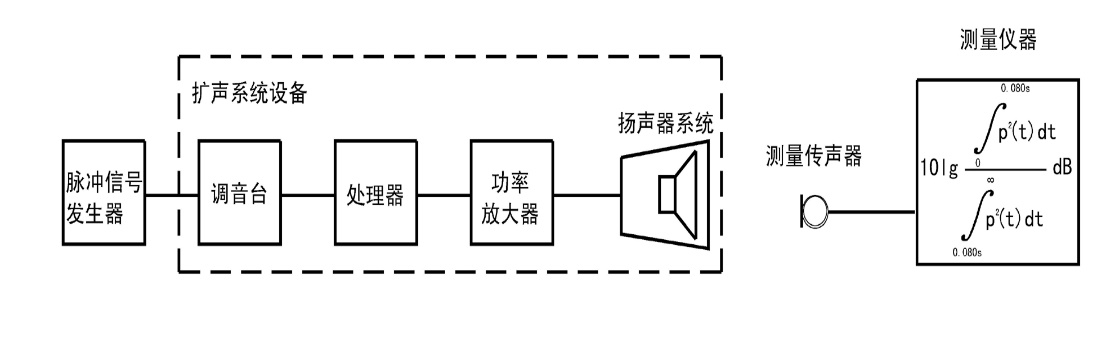 测量仪器
扩声系统设备
扬声器系统
脉冲信号
发生器
调音台
处理器
功率
放大器
测量传声器
0.080s
∫p²(t)dt
0
10lg
dB
∞
∫p²(t)dt
0.080s